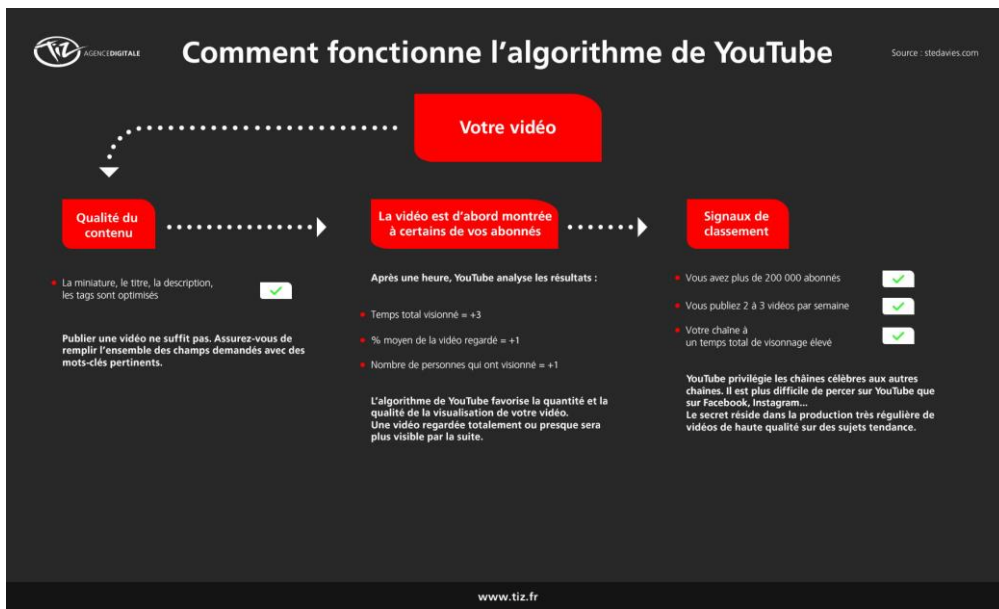 Tiz AGENCEDIGITALE
Comment fonctionne l'algorithme de YouTube
Source : stedavies.com
Votre vidéo
Qualité du
contenu
La miniature, le titre, la description,
les tags sont optimisés
Publier une vidéo ne suffit pas. Assurez-vous de
remplir l'ensemble des champs demandés avec des
mots-clés pertinents.
La vidéo est d'abord montrée
à certains de vos abonnés
Après une heure, YouTube analyse les résultats :
Temps total visionné = +3
% moyen de la vidéo regardé = +1
Nombre de personnes qui ont visionné = +1
L'algorithme de YouTube favorise la quantité et la
qualité de la visualisation de votre vidéo.
Une vidéo regardée totalement ou presque sera
plus visible par la suite.
Signaux de
classement
Vous avez plus de 200 000 abonnés
Vous publiez 2 à 3 vidéos par semaine
Votre chaîne à
un temps total de visonnage élevé
YouTube privilégie les chaînes célèbres aux autres
chaines. Il est plus difficile de percer sur YouTube que
sur Facebook, Instagram...
Le secret réside dans la production très régulière de
vidéos de haute qualité sur des sujets tendance.
www.tiz.fr